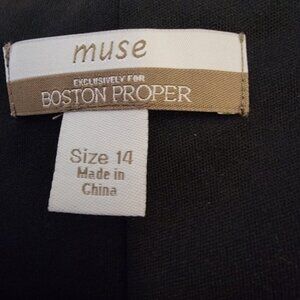 muse
EXCLUSIVELY FOR
BOSTON PROPER
Size 14
Made in
China